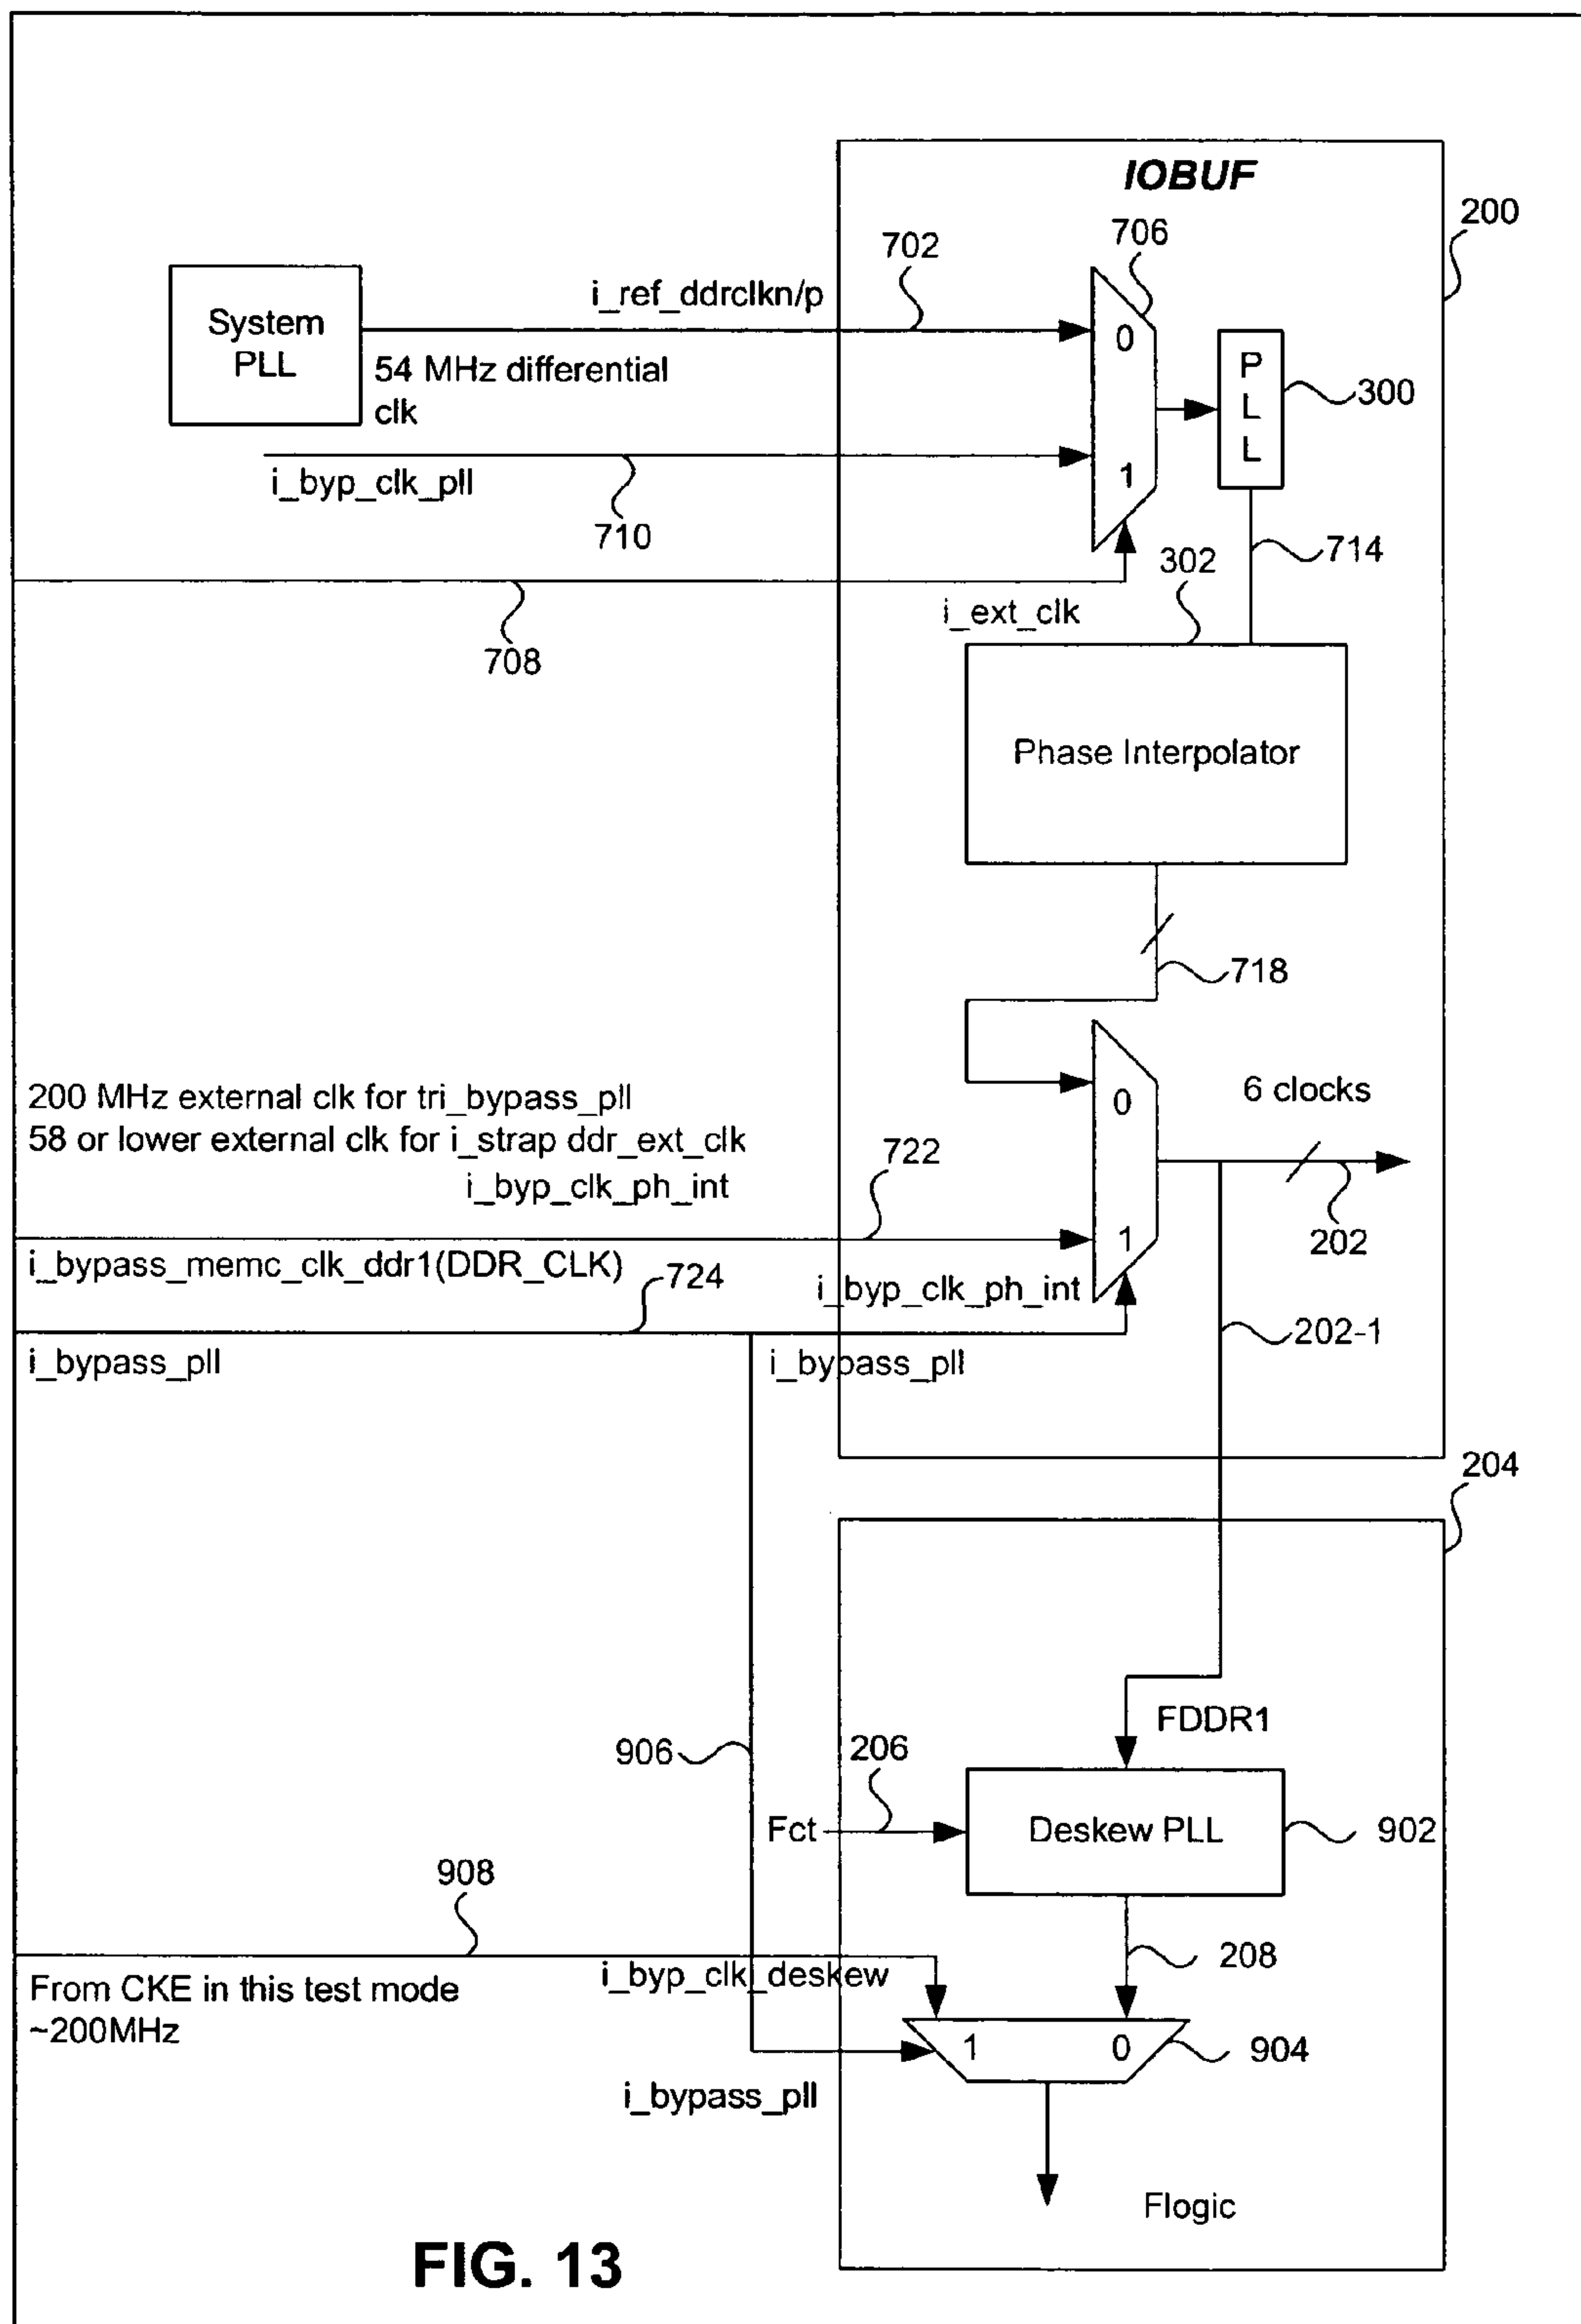 IOBUF
200
706
702
i_ref_ddrclkn/p
System
PLL
0
P
L
L
300
54 MHz differential
clk
1
i_byp_clk_pll
710
714
302
i_ext_clk
708
Phase Interpolator
718
200 MHz external clk for tri_bypass_pll
0
6 clocks
58 or lower external clk for i_strap ddr_ext_clk
722
i_byp_clk_ph_int
1
202
i_bypass_memc_clk_ddr1(DDR_CLK)
724
i_byp_clk_ph_int
202-1
i_bypass_pll
i_bypass_pll
204
FDDR1
906
206
Fct
Deskew PLL
902
908
208
i_byp_clk_deskew
From CKE in this test mode
~200MHz
1
0
904
i_bypass_pll
Flogic
FIG. 13